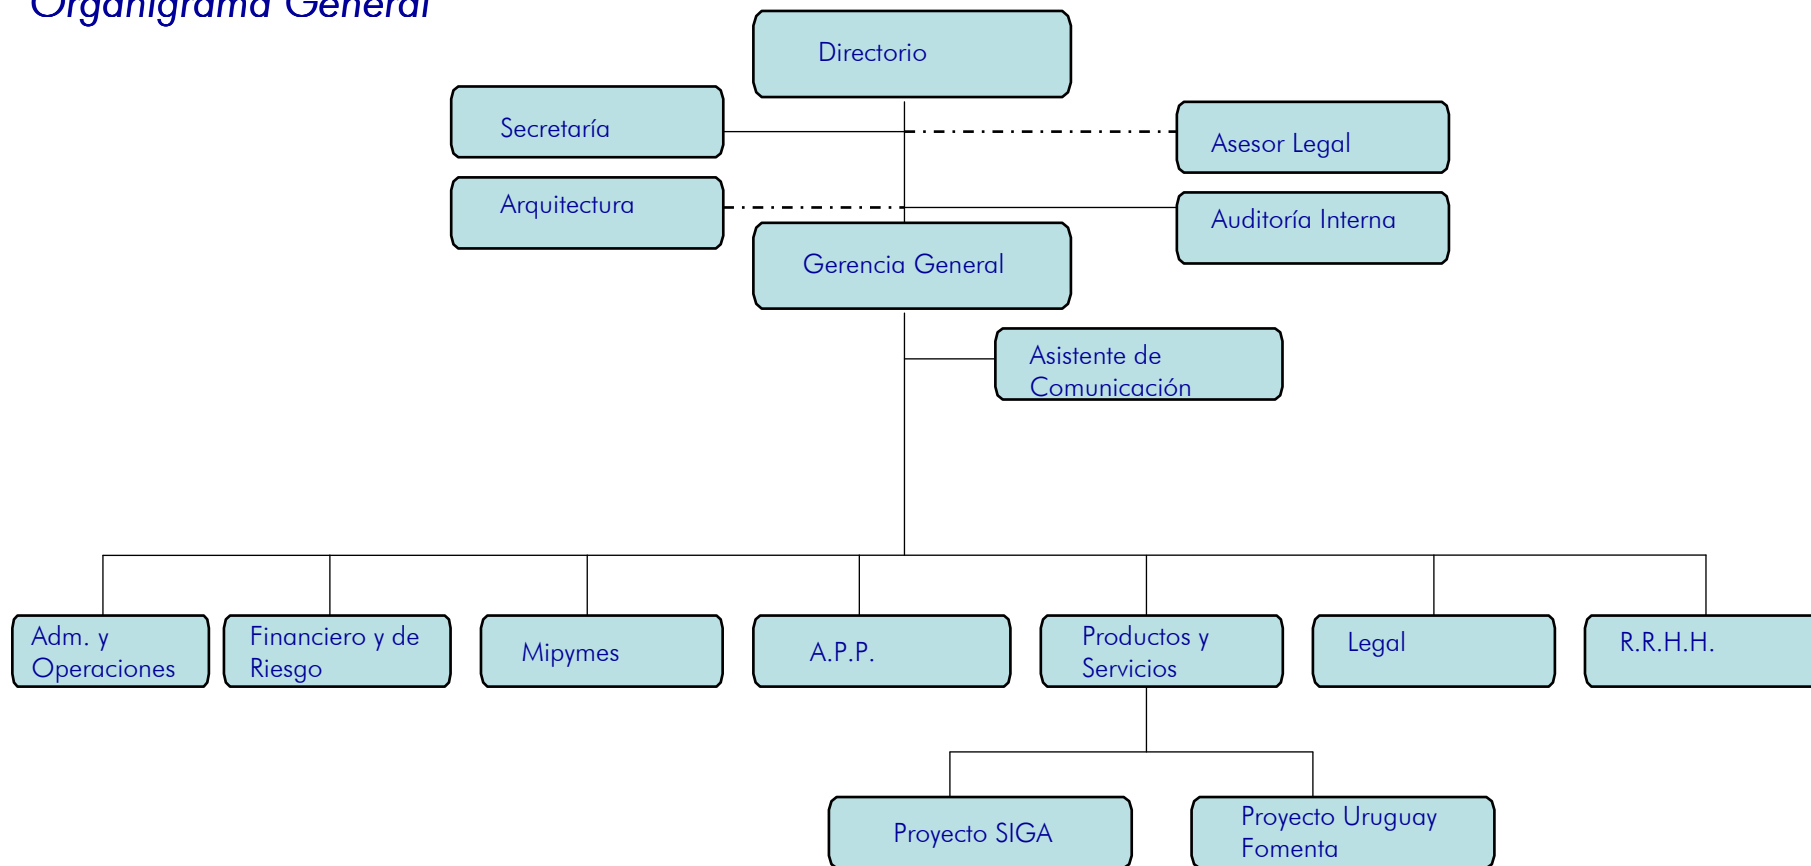 Organigrama General
Directorio
Secretaría
Asesor Legal
Arquitectura
Auditoría Interna
Gerencia General
Asistente de
Comunicación
Adm. y
Operaciones
Financiero y de
Riesgo
Mipymes
A.P.P.
Productos y
Servicios
Legal
R.R.H.H.
Proyecto SIGA
Proyecto Uruguay
Fomenta